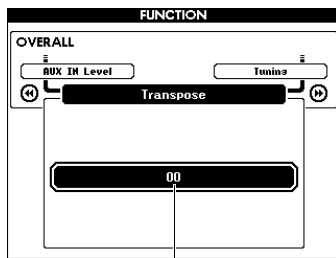 FUNCTION
OVERALL
AUX IN Level
Tuning
Transpose
00